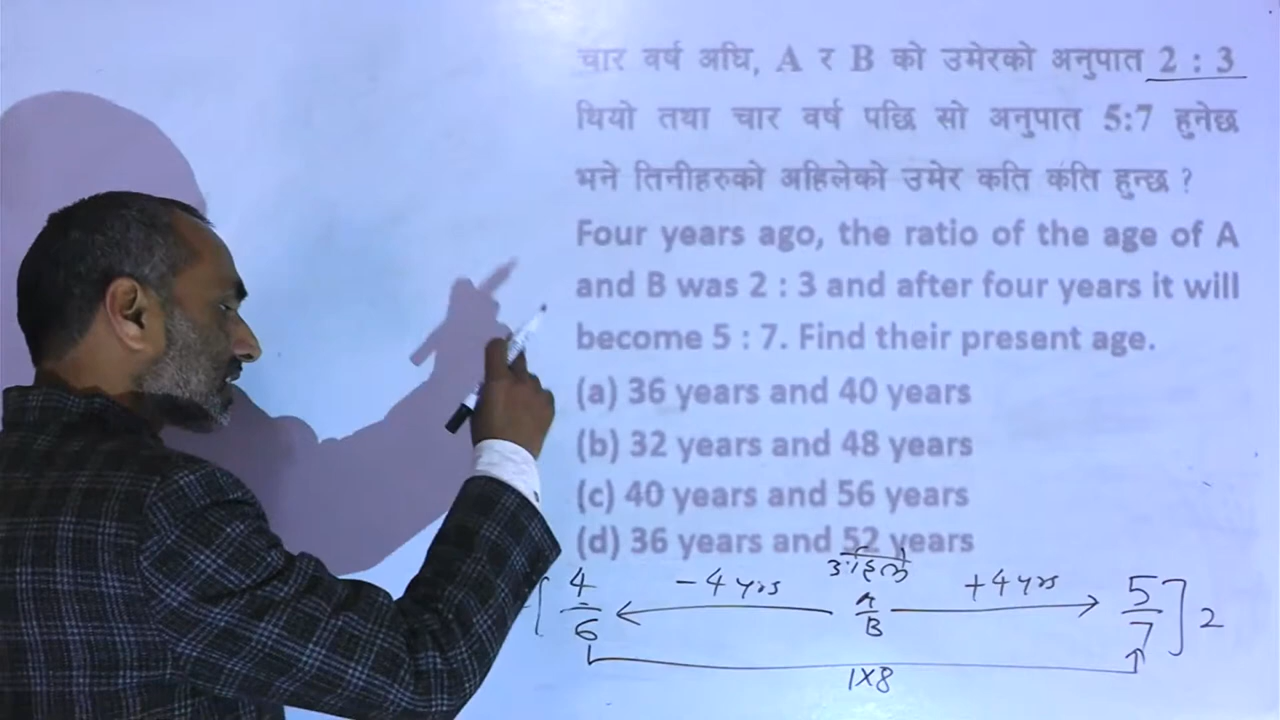 चार वर्ष अघि, A र B को उमेरको अनुपात 2 : 3
थियो तथा चार वर्ष पछि सो अनुपात 5:7 हुनेछ
भने तिनीहरुको अहिलेको उमेर कति कति हुन्छ ?
Four years ago, the ratio of the age of A
and B was 2 : 3 and after four years it will
become 5 : 7. Find their present age.
(a) 36 years and 40 years
(b) 32 years and 48 years
(c) 40 years and 56 years
(d) 36 years and 52 years
अहिले
[ 4/6 -4 yrs A/B +4 yrs 5/7 ] 2
1×8